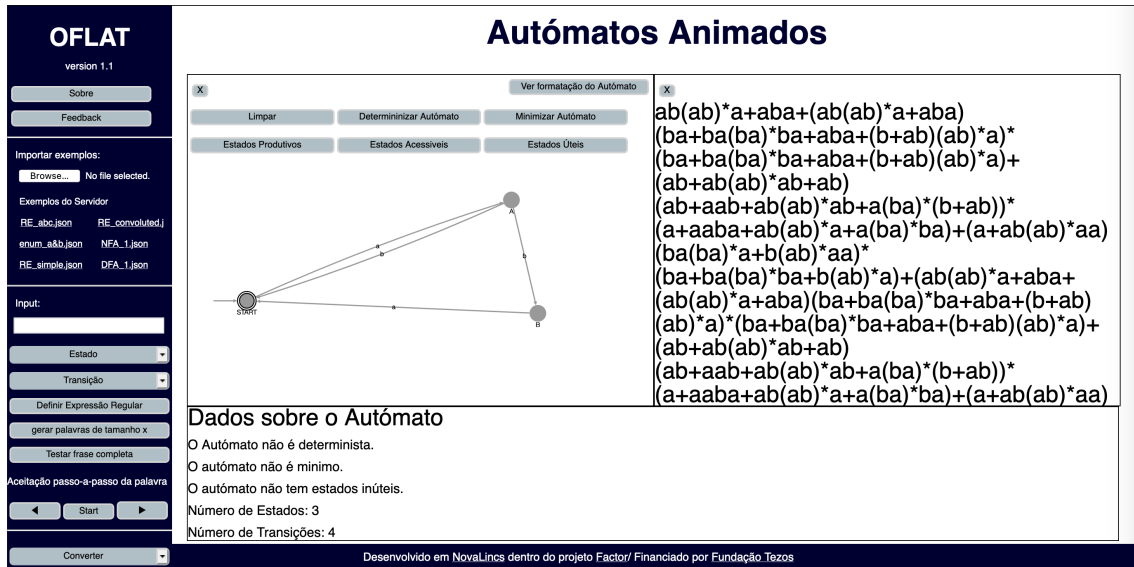 OFLAT
version 1.1
Sobre
Feedback
Importar exemplos:
Browse... No file selected.
Exemplos do Servidor
RE_abc.json RE_convoluted.j
enum_a&b.json NFA_1.json
RE_simple.json DFA_1.json
Input:
Estado
Transição
Definir Expressão Regular
gerar palavras de tamanho x
Testar frase completa
Aceitação passo-a-passo da palavra
Start
Converter
Autómatos Animados
X
Ver formatação do Autómato
Limpar Determininizar Autómato Minimizar Autómato
Estados Produtivos Estados Acessiveis Estados Úteis
A
a
b
b
START
a
B
X
ab(ab)*a+aba+(ab(ab)*a+aba)
(ba+ba(ba)*ba+aba+(b+ab)(ab)*a)*
(ba+ba(ba)*ba+aba+(b+ab)(ab)*a)+
(ab+ab(ab)*ab+ab)
(ab+aab+ab(ab)*ab+a(ba)*(b+ab))*
(a+aaba+ab(ab)*a+a(ba)*ba)+(a+ab(ab)*aa)
(ba(ba)*a+b(ab)*aa)*
(ba+ba(ba)*ba+b(ab)*a)+(ab(ab)*a+aba+
(ab(ab)*a+aba)(ba+ba(ba)*ba+aba+(b+ab)
(ab)*a)*(ba+ba(ba)*ba+aba+(b+ab)(ab)*a)+
(ab+ab(ab)*ab+ab)
(ab+aab+ab(ab)*ab+a(ba)*(b+ab))*
(a+aaba+ab(ab)*a+a(ba)*ba)+(a+ab(ab)*aa)
Dados sobre o Autómato
O Autómato não é determinista.
O autómato não é minimo.
O autómato não tem estados inúteis.
Número de Estados: 3
Número de Transições: 4
Desenvolvido em NovaLincs dentro do projeto Factor/ Financiado por Fundação Tezos